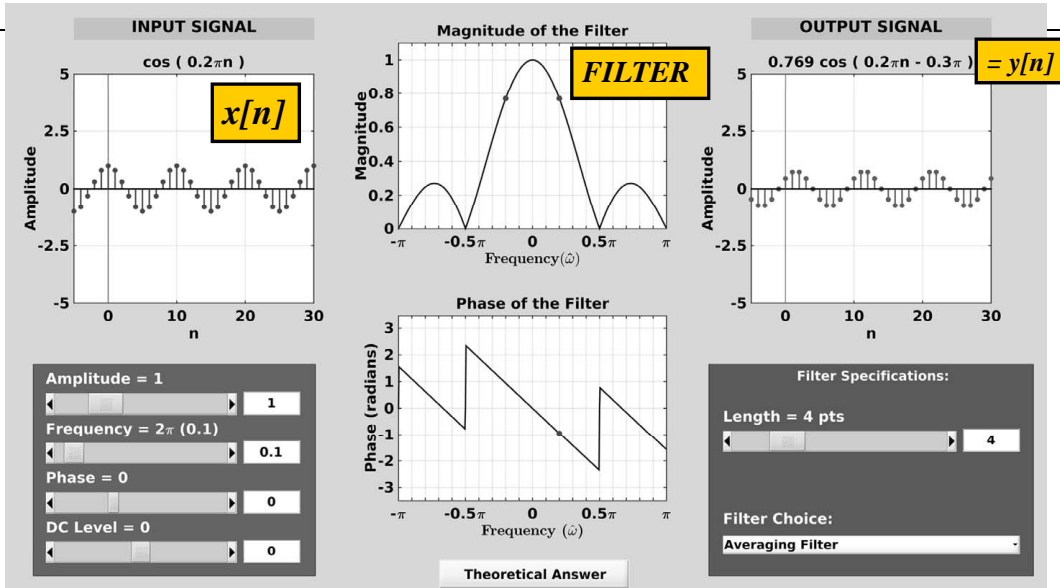 INPUT SIGNAL
cos ( 0.2πn )
x[n]
Amplitude
5
2.5
0
-2.5
-5
0 10 20 30
n
Magnitude of the Filter
FILTER
Magnitude
1
0.8
0.6
0.4
0.2
0
-π -0.5π 0 0.5π π
Frequency(ω̂)
OUTPUT SIGNAL
0.769 cos ( 0.2πn - 0.3π )
= y[n]
Amplitude
5
2.5
0
-2.5
-5
0 10 20 30
n
Phase of the Filter
Phase (radians)
3
2
1
0
-1
-2
-3
-π -0.5π 0 0.5π π
Frequency (ω̂)
Amplitude = 1
1
Frequency = 2π (0.1)
0.1
Phase = 0
0
DC Level = 0
0
Theoretical Answer
Filter Specifications:
Length = 4 pts
4
Filter Choice:
Averaging Filter